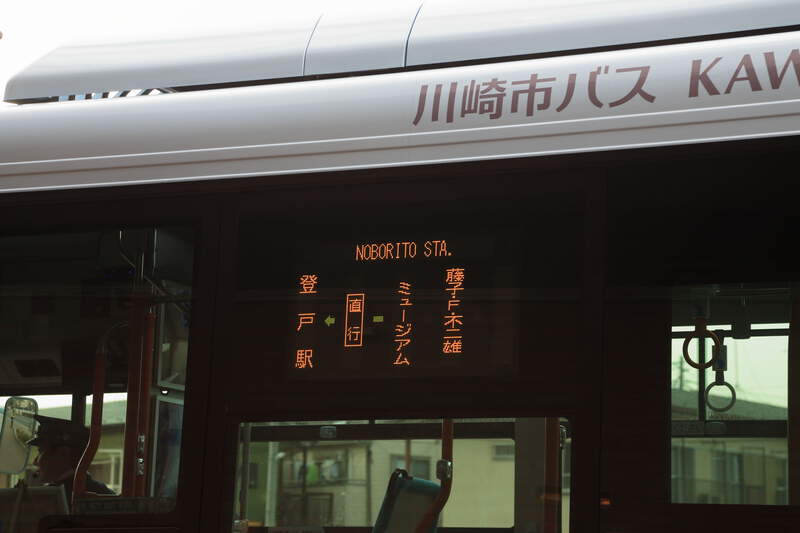 川崎市バス KAW
NOBORITO STA.
藤子・F・不二雄
ミュージアム
直行
登戸駅